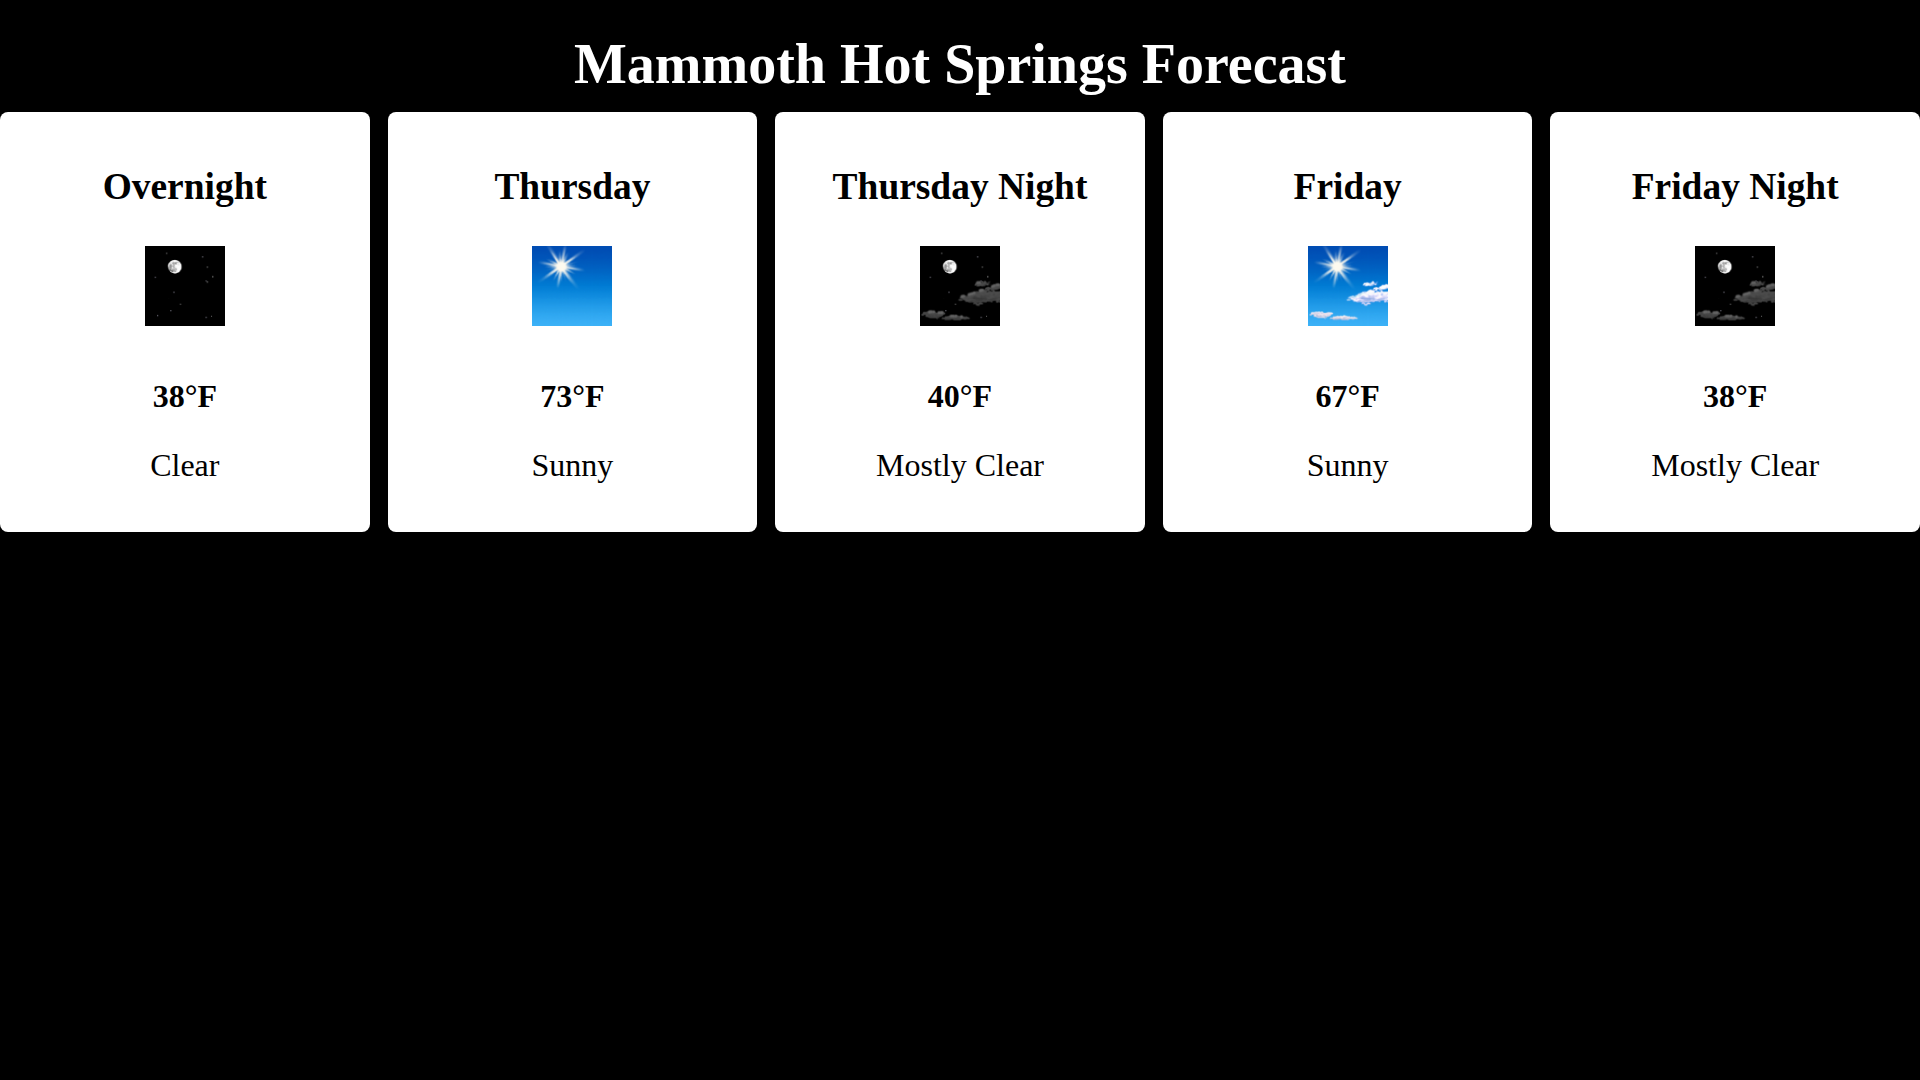 Mammoth Hot Springs Forecast
Overnight
38°F
Clear
Thursday
73°F
Sunny
Thursday Night
40°F
Mostly Clear
Friday
67°F
Sunny
Friday Night
38°F
Mostly Clear